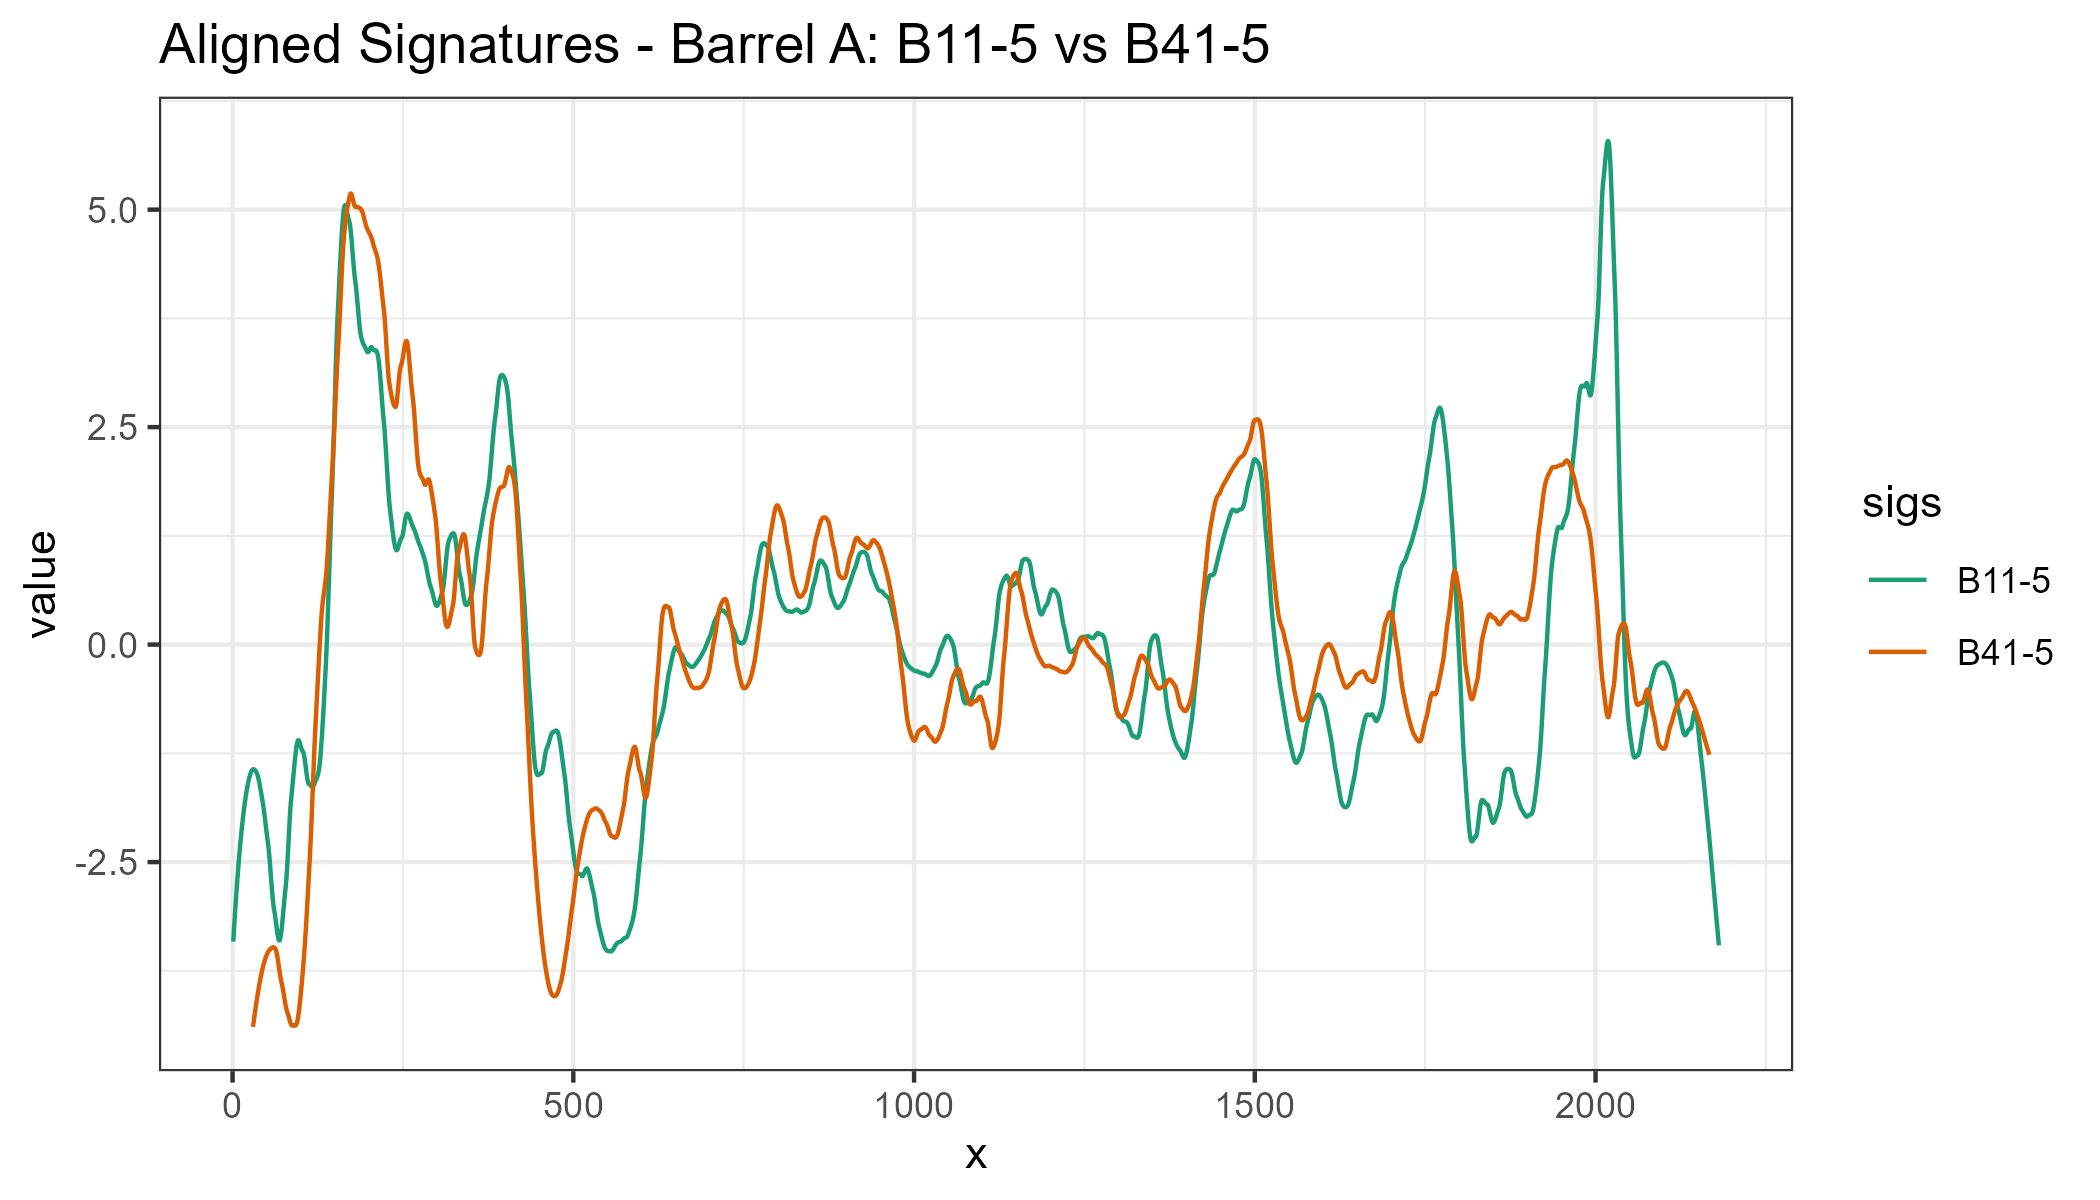 Aligned Signatures - Barrel A: B11-5 vs B41-5
value
5.0
2.5
0.0
-2.5
0 500 1000 1500 2000
x
sigs
B11-5
B41-5